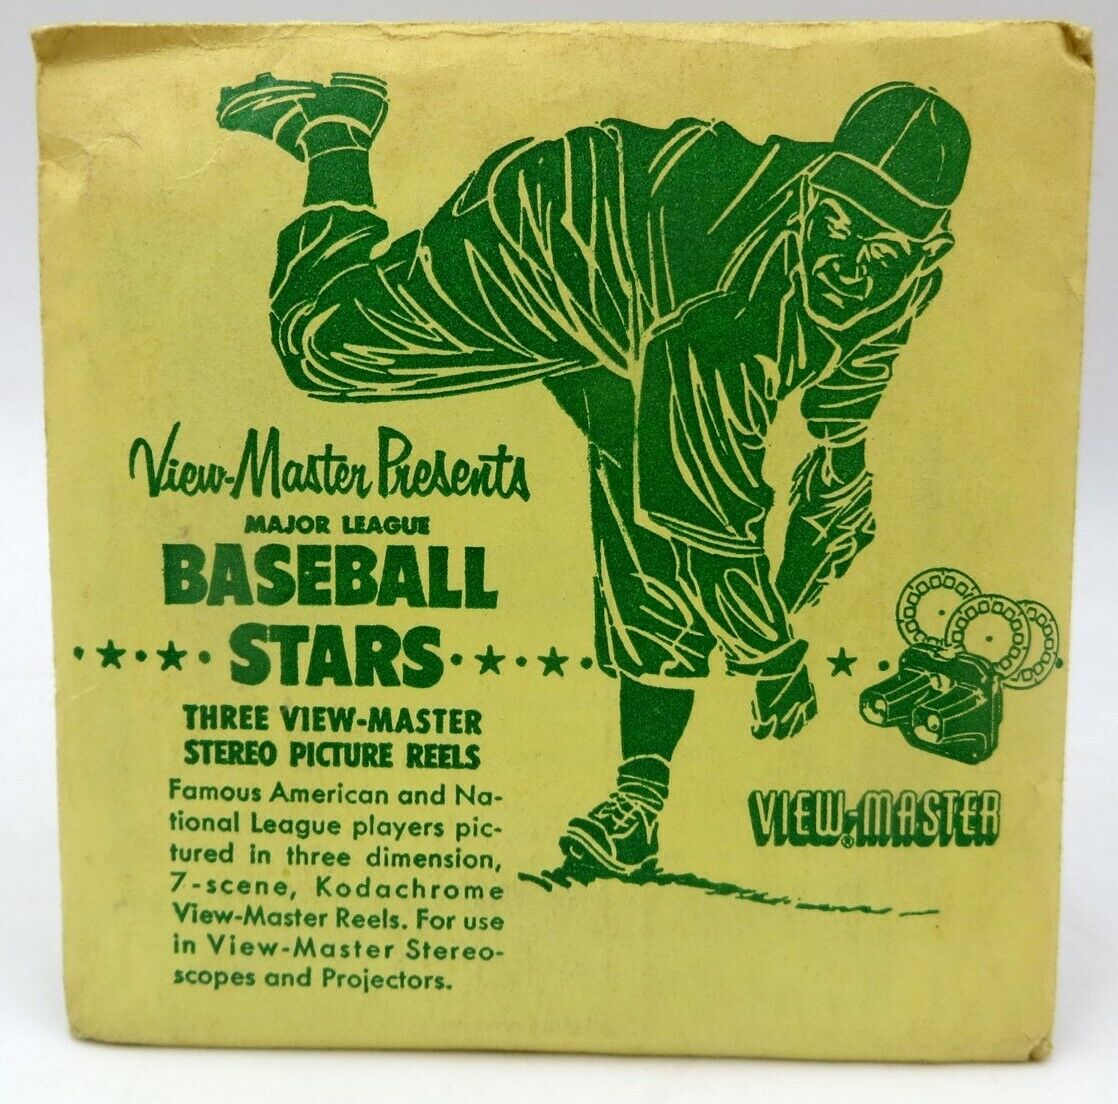 View-Master Presents
MAJOR LEAGUE
BASEBALL
STARS
THREE VIEW-MASTER
STEREO PICTURE REELS
Famous American and Na-
tional League players pic-
tured in three dimension,
7-scene, Kodachrome
View-Master Reels. For use
in View-Master Stereo-
scopes and Projectors.
VIEW-MASTER
®